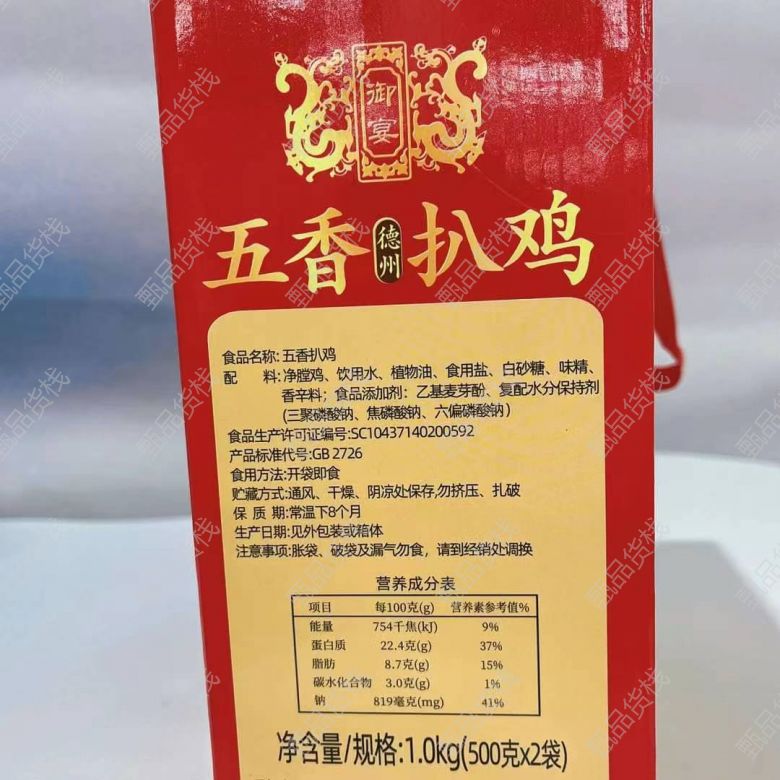 御宴
五香德州扒鸡
食品名称:五香扒鸡
配 料:净膛鸡、饮用水、植物油、食用盐、白砂糖、味精、
香辛料；食品添加剂：乙基麦芽酚、复配水分保持剂
(三聚磷酸钠、焦磷酸钠、六偏磷酸钠)
食品生产许可证编号:SC10437140200592
产品标准代号:GB 2726
食用方法:开袋即食
贮藏方式:通风、干燥、阴凉处保存,勿挤压、扎破
保 质 期:常温下8个月
生产日期:见外包装或箱体
注意事项:胀袋、破袋及漏气勿食，请到经销处调换
营养成分表
项目 每100克(g) 营养素参考值%
能量 754千焦(kJ) 9%
蛋白质 22.4克(g) 37%
脂肪 8.7克(g) 15%
碳水化合物 3.0克(g) 1%
钠 819毫克(mg) 41%
净含量/规格:1.0kg(500克x2袋)
甄品货栈